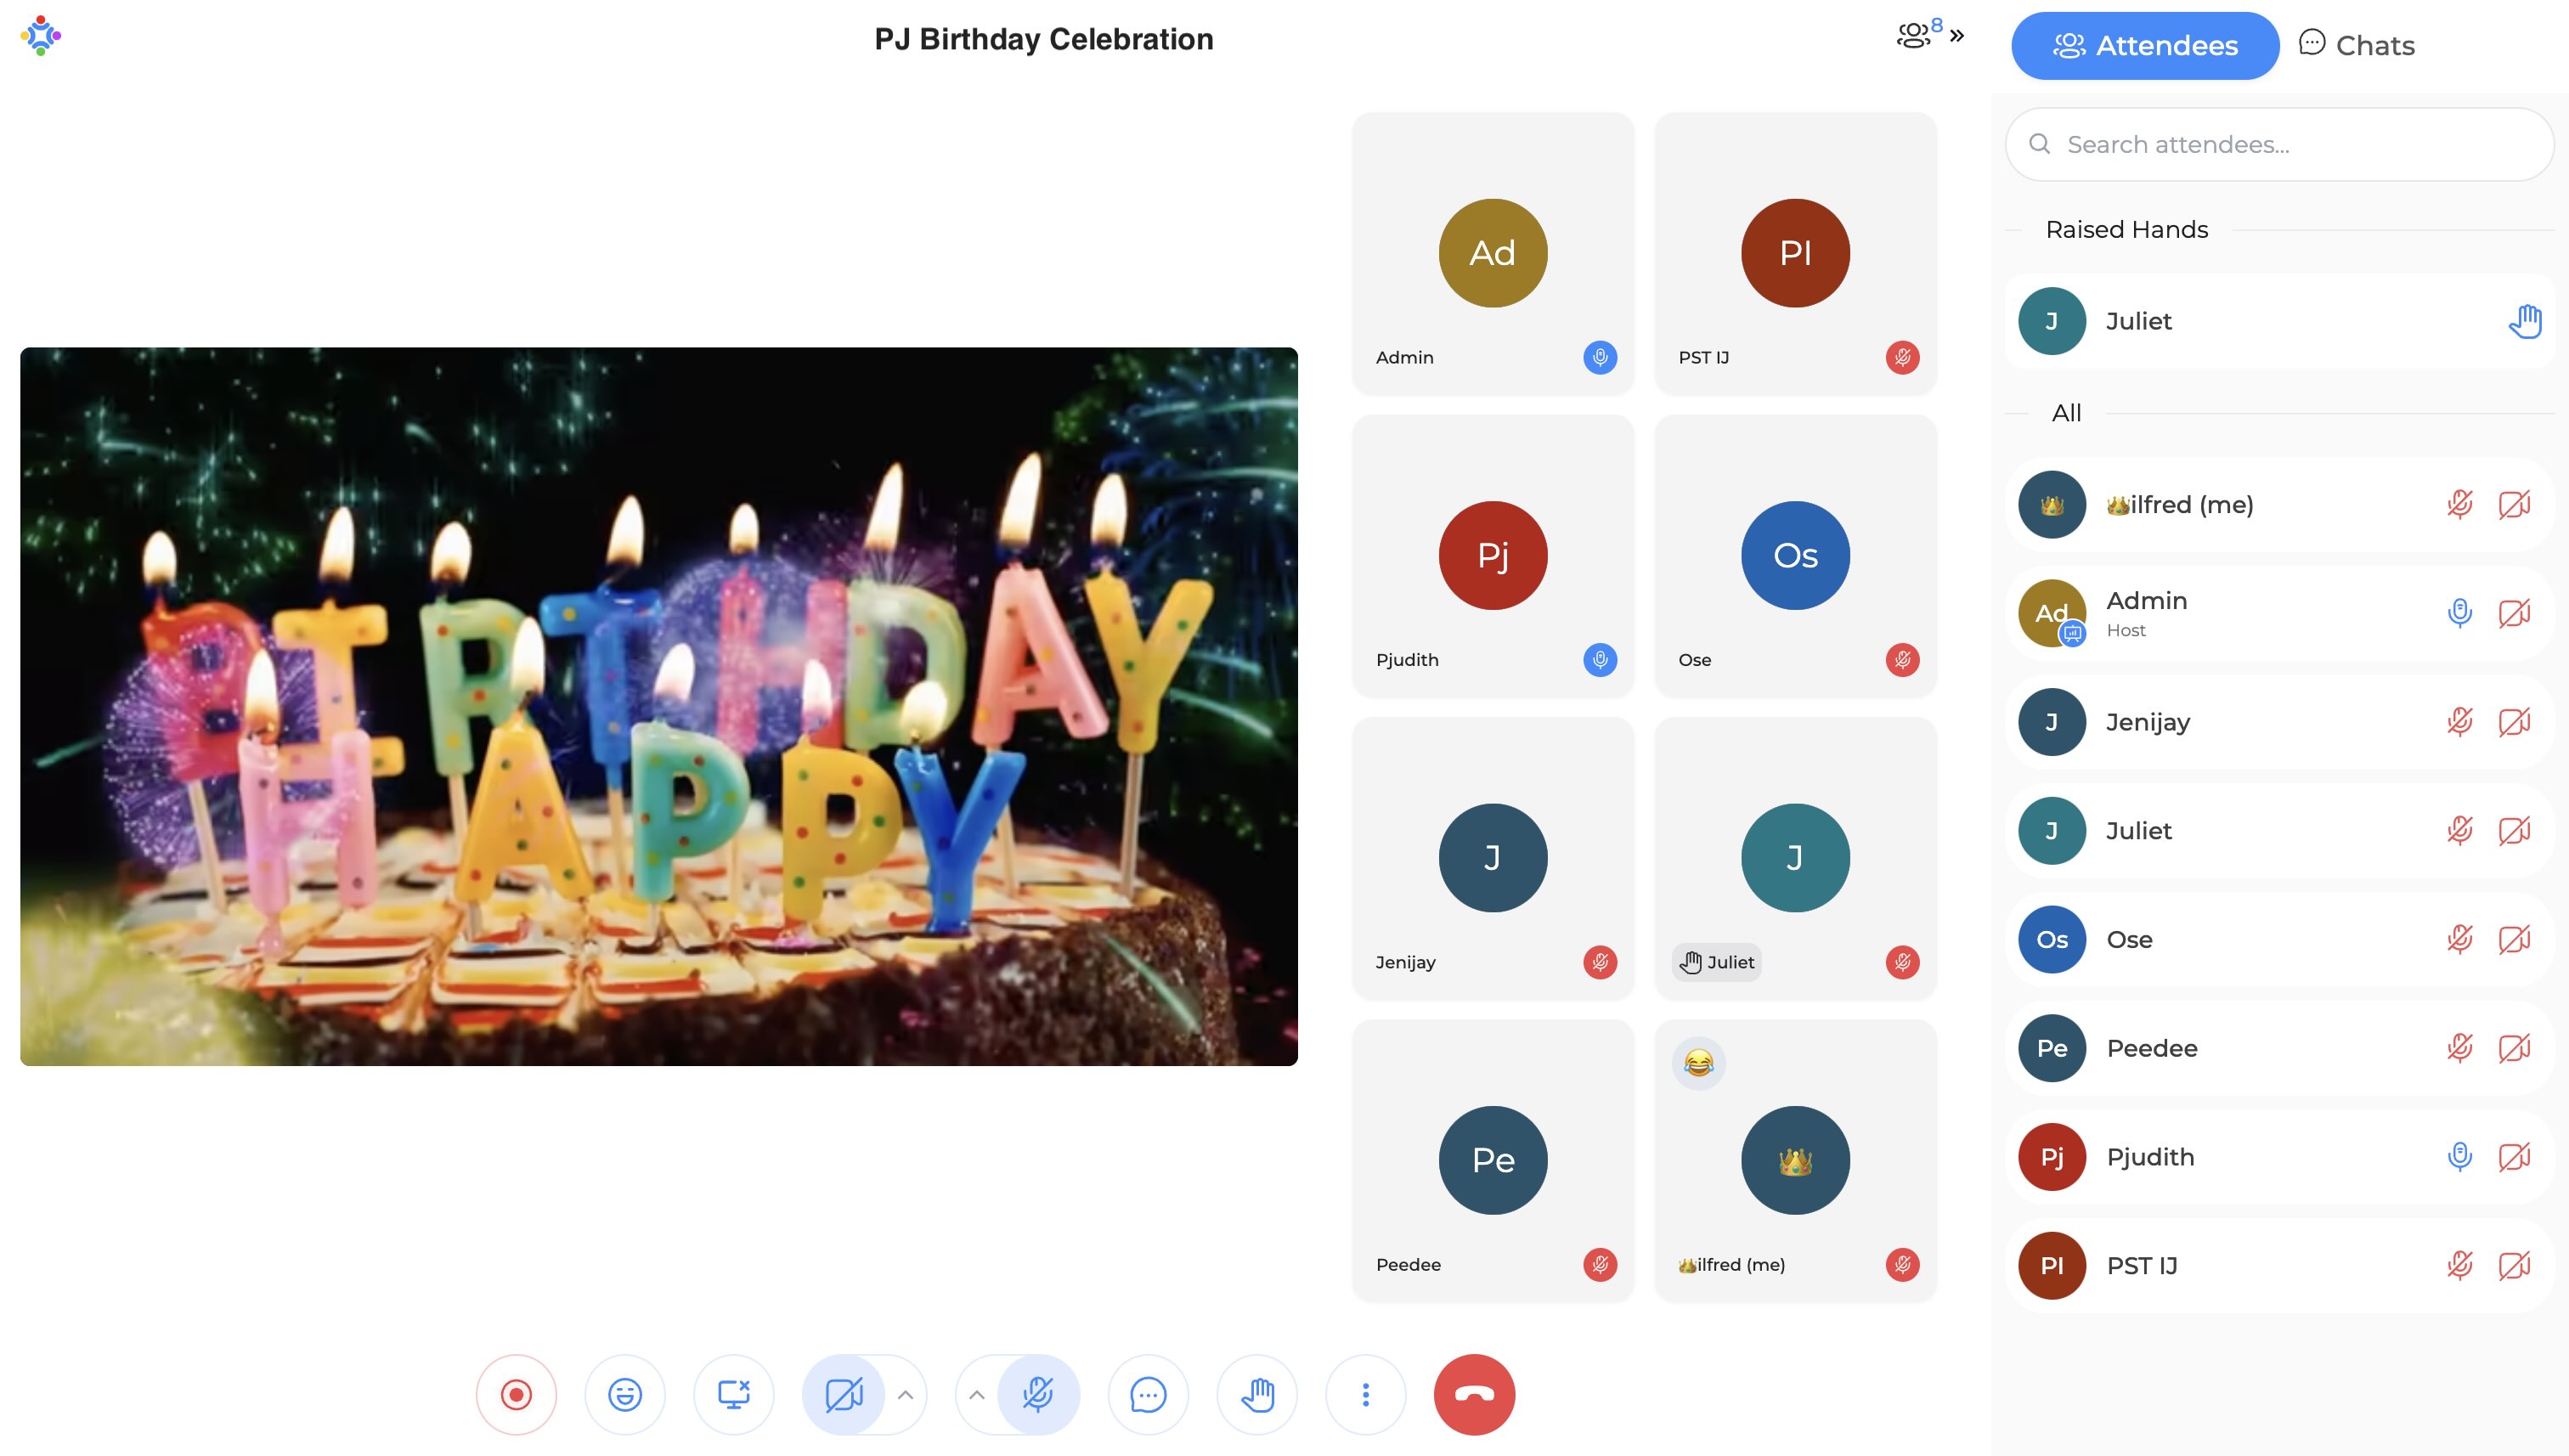 PJ Birthday Celebration
8
Attendees
Chats
Search attendees...
Raised Hands
J
Juliet
All
👑ilfred (me)
Ad
Admin
Host
J
Jenijay
J
Juliet
Os
Ose
Pe
Peedee
Pj
Pjudith
PI
PST IJ
Ad
Admin
PI
PST IJ
Pj
Pjudith
Os
Ose
J
Jenijay
J
Juliet
Pe
Peedee
👑ilfred (me)
BIRTHDAY
HAPPY